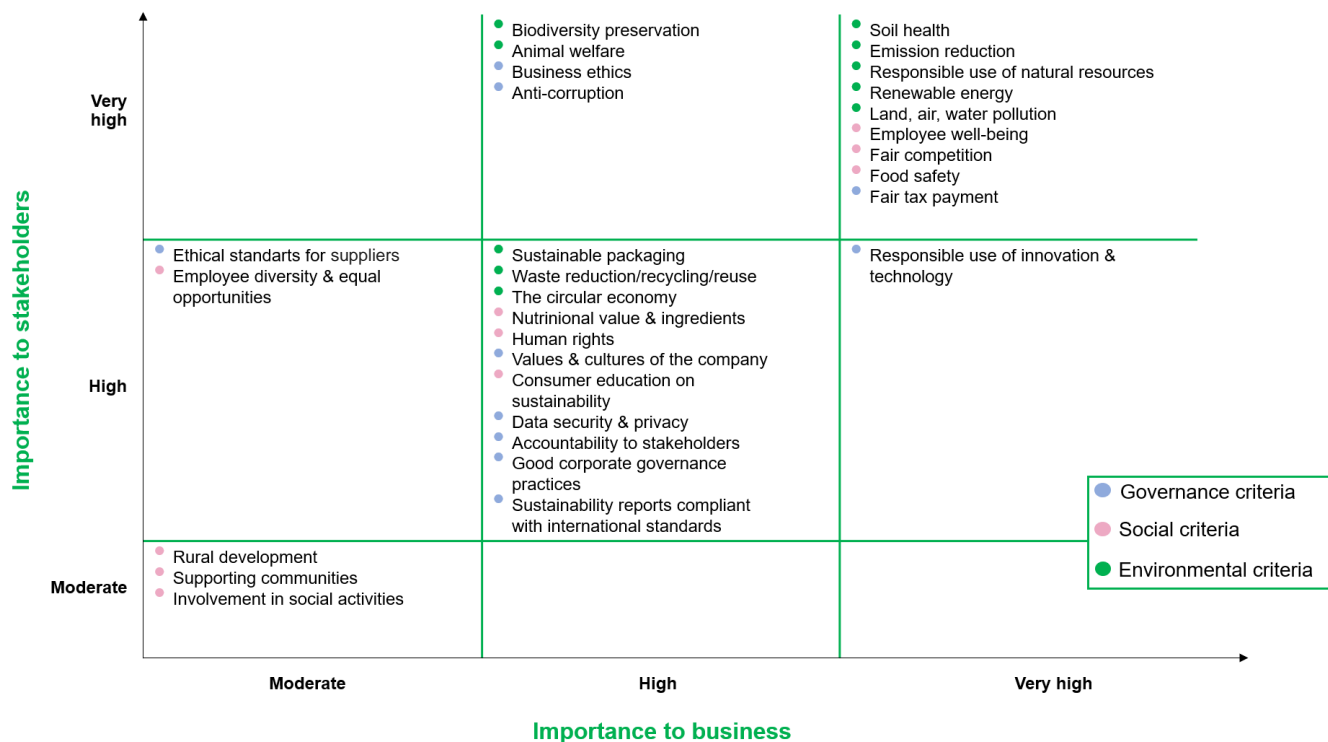 Importance to stakeholders
Very
high
High
Moderate
Biodiversity preservation
Animal welfare
Business ethics
Anti-corruption
Soil health
Emission reduction
Responsible use of natural resources
Renewable energy
Land, air, water pollution
Employee well-being
Fair competition
Food safety
Fair tax payment
Ethical standarts for suppliers
Employee diversity & equal
opportunities
Sustainable packaging
Waste reduction/recycling/reuse
The circular economy
Nutrinional value & ingredients
Human rights
Values & cultures of the company
Consumer education on
sustainability
Data security & privacy
Accountability to stakeholders
Good corporate governance
practices
Sustainability reports compliant
with international standards
Responsible use of innovation &
technology
Rural development
Supporting communities
Involvement in social activities
Governance criteria
Social criteria
Environmental criteria
Moderate
High
Very high
Importance to business